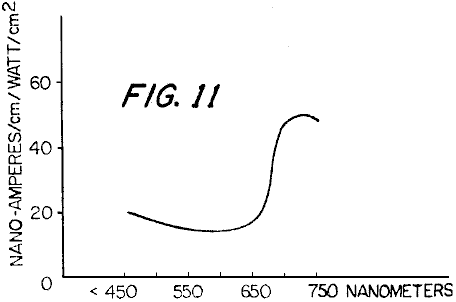 NANO-AMPERES/cm/WATT/cm²
FIG. 11
60
40
20
0
< 450 550 650 750 NANOMETERS